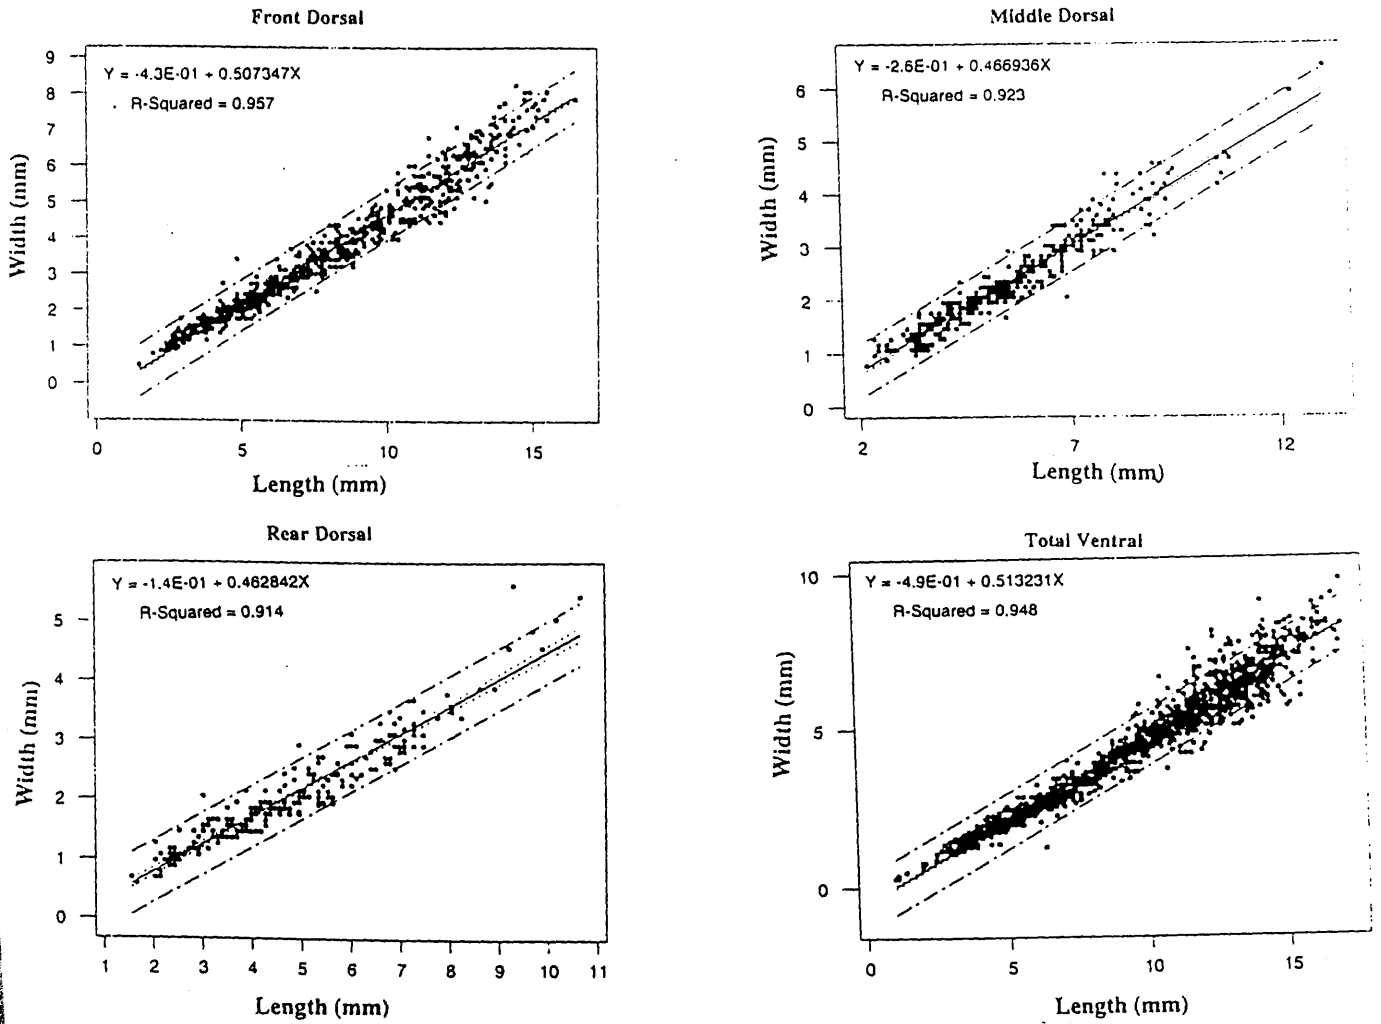 Front Dorsal
Y = -4.3E-01 + 0.507347X
R-Squared = 0.957
9
8
7
6
5
4
3
2
1
0
Width (mm)
0 5 10 15
Length (mm)
Middle Dorsal
Y = -2.6E-01 + 0.466936X
R-Squared = 0.923
6
5
4
3
2
1
0
Width (mm)
2 7 12
Length (mm)
Rear Dorsal
Y = -1.4E-01 + 0.462842X
R-Squared = 0.914
5
4
3
2
1
0
Width (mm)
1 2 3 4 5 6 7 8 9 10 11
Length (mm)
Total Ventral
Y = -4.9E-01 + 0.513231X
R-Squared = 0.948
10
5
0
Width (mm)
0 5 10 15
Length (mm)